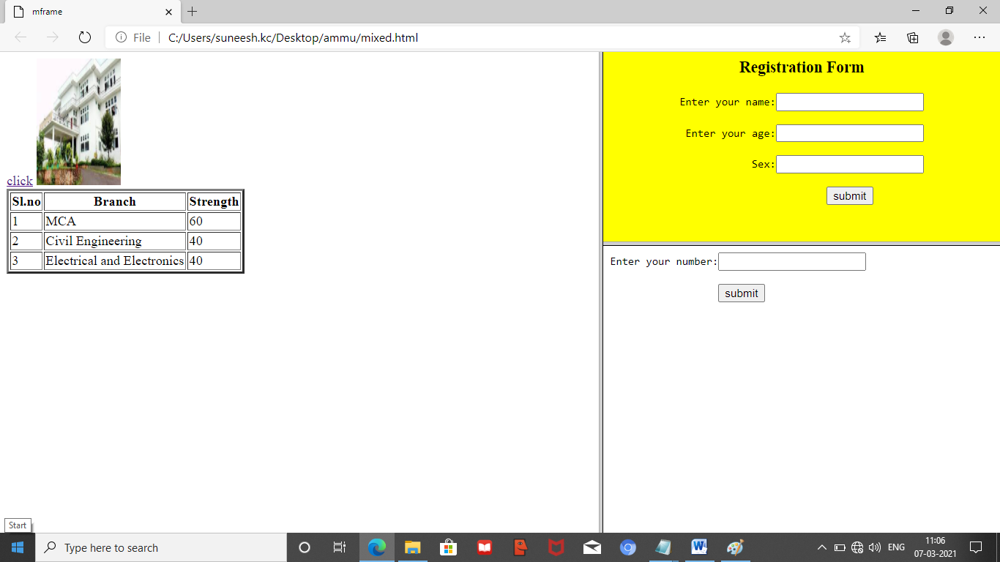 mframe
File
C:/Users/suneesh.kc/Desktop/ammu/mixed.html
click
Sl.no Branch Strength
1 MCA 60
2 Civil Engineering 40
3 Electrical and Electronics 40
Registration Form
Enter your name:
Enter your age:
Sex:
submit
Enter your number:
submit
Start
Type here to search
ENG
11:06
07-03-2021